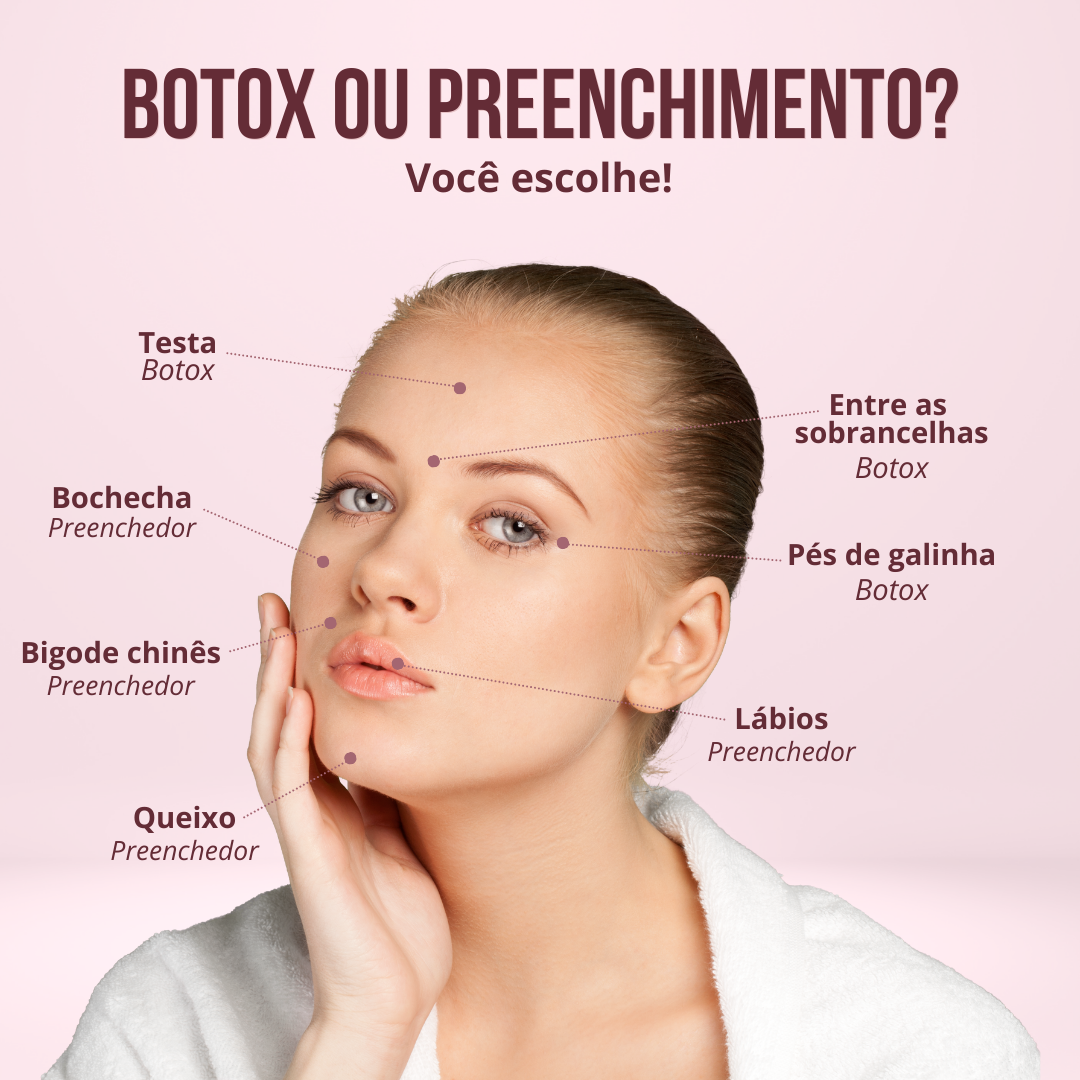 BOTOX OU PREENCHIMENTO?
Você escolhe!
Testa
Botox
Entre as
sobrancelhas
Botox
Bochecha
Preenchedor
Pés de galinha
Botox
Bigode chinês
Preenchedor
Lábios
Preenchedor
Queixo
Preenchedor